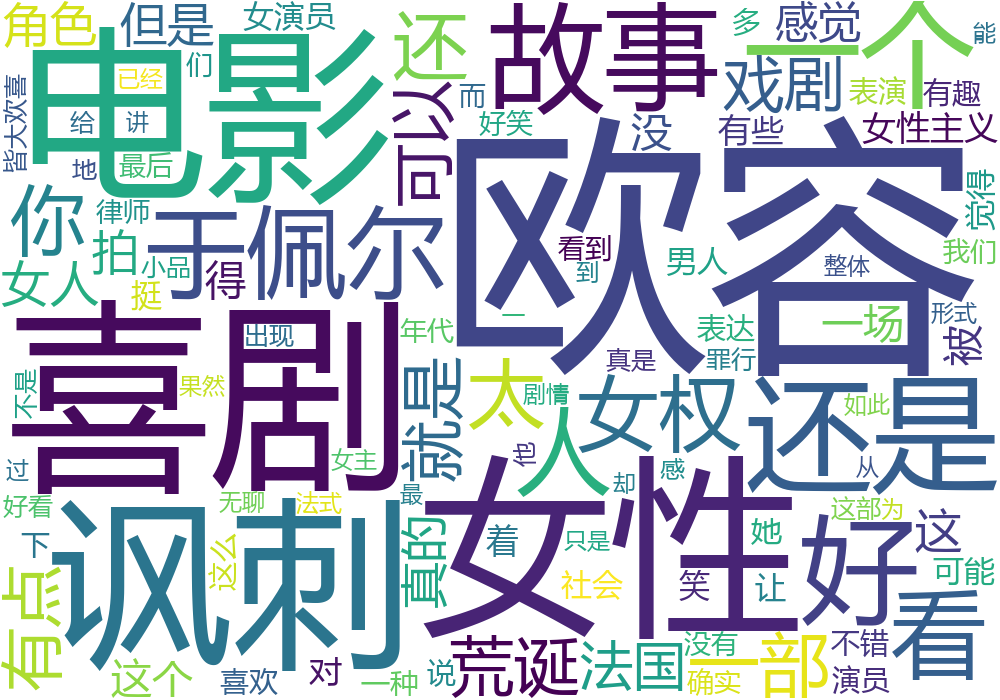 角色
但是
女演员
还
故事
多
感觉
一个
能
电影
已经
们
可以
而
戏剧
表演
有趣
皆大欢喜
给
讲
好笑
没
有些
女性主义
地
最后
欧容
你
律师
于佩尔
觉得
拍
小品
得
看到
到
男人
整体
我们
女人
挺
一
表达
一场
形式
喜剧
出现
年代
真是
罪行
被
不是
果然
就是
太
剧情
女权
还是
如此
人
女主
他
过
感
从
好看
无聊
法式
最
却
女性
这部
为
下
讽刺
着
只是
她
好
这
这么
真的
社会
笑
让
可能
有点
看
荒诞
法国
没有
一部
不错
这个
喜欢
对
一种
说
确实
演员